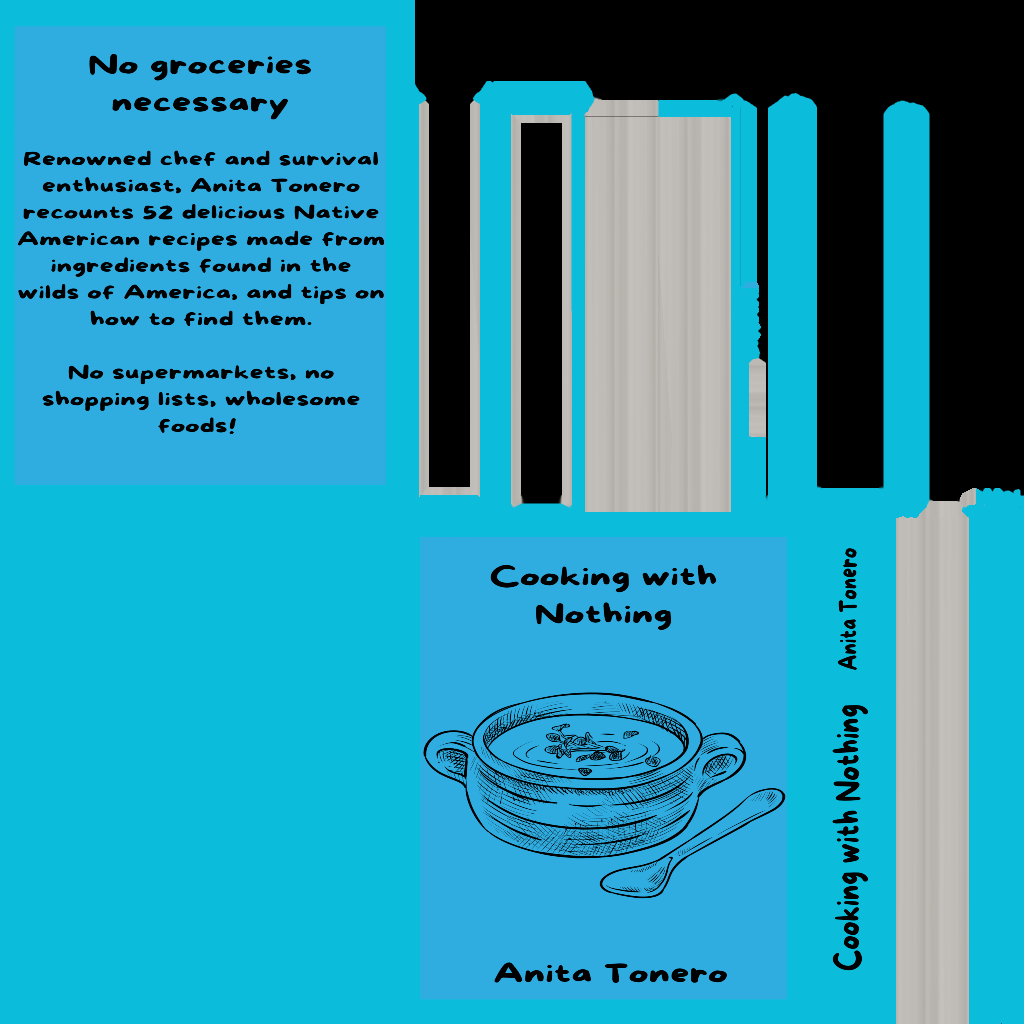 No groceries
necessary
Renowned chef and survival
enthusiast, Anita Tonero
recounts 52 delicious Native
American recipes made from
ingredients found in the
wilds of America, and tips on
how to find them.
No supermarkets, no
shopping lists, wholesome
foods!
Cooking with
Nothing
Anita Tonero
Cooking with Nothing Anita Tonero